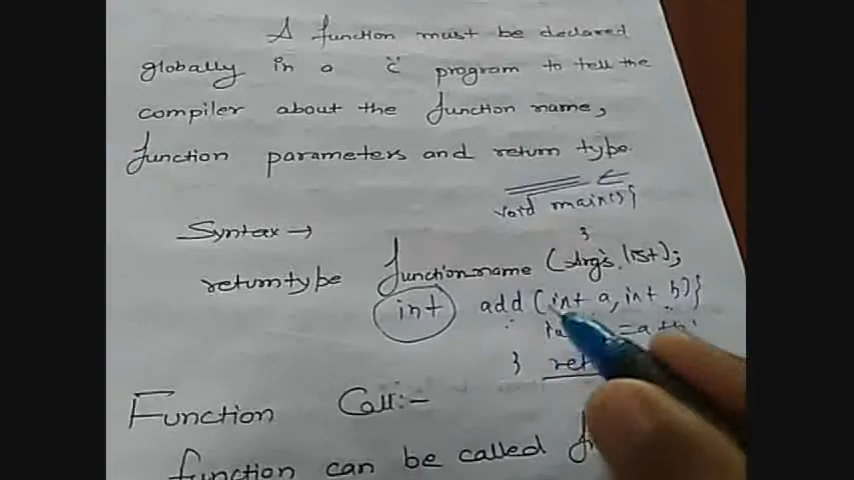 A function must be declared
globally in a 'c' program to tell the
compiler about the function name,
function parameters and return type.
void main(){
}
Syntax →
returntype functionname (Args list);
int add (int a, int b){
=a+b;
} ret
Function Call:-
function can be called